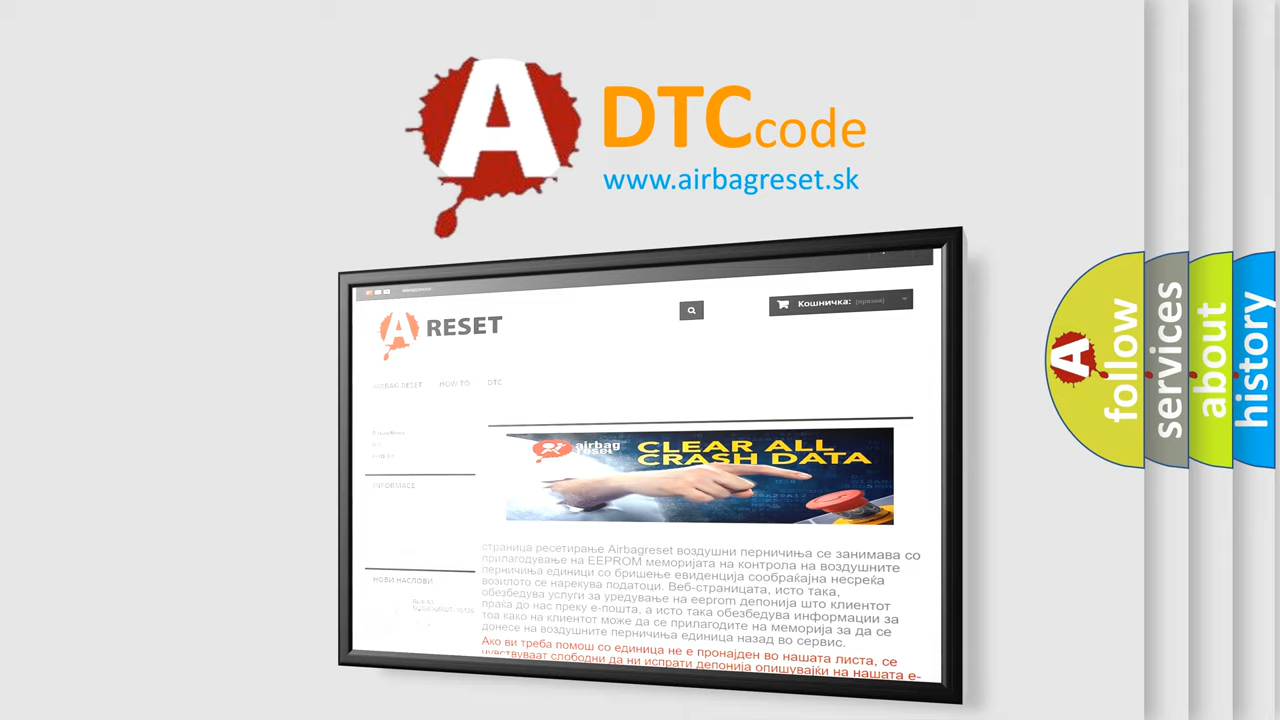 A
DTC code
www.airbagreset.sk
A RESET
Кошничка: (празна)
AIRBAG RESET HOW TO DTC
INFORMACE
НОВИ НАСЛОВИ
airbag
reset
CLEAR ALL
CRASH DATA
страница ресетирање Airbagreset воздушни перничиња се занимава со
прилагодување на EEPROM меморијата на контрола на воздушните
перничиња единици со бришење евиденција сообраќајна несреќа
возилото се нарекува податоци. Веб-страницата, исто така,
обезбедува услуги за уредување на eeprom депонија што клиентот
праќа до нас преку е-пошта, а исто така обезбедува информации за
тоа како на клиентот може да се прилагодите на меморија за да се
донесе на воздушните перничиња единица назад во сервис.
Ако ви треба помош со единица не е пронајден во нашата листа, се
чувствуваат слободни да ни испрати депонија опишувајќи на нашата е-
A
follow
services
about
history